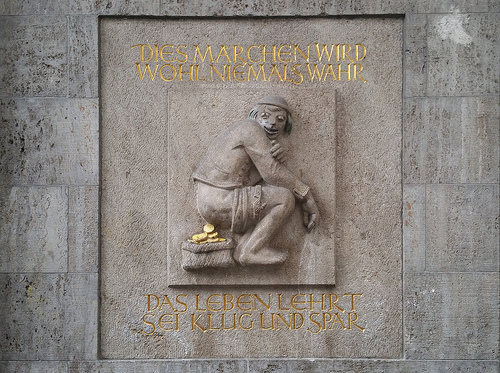 DIES MÄRCHEN WIRD
WOHL NIEMALS WAHR
DAS LEBEN LEHRT
SEI KLUG UND SPAR